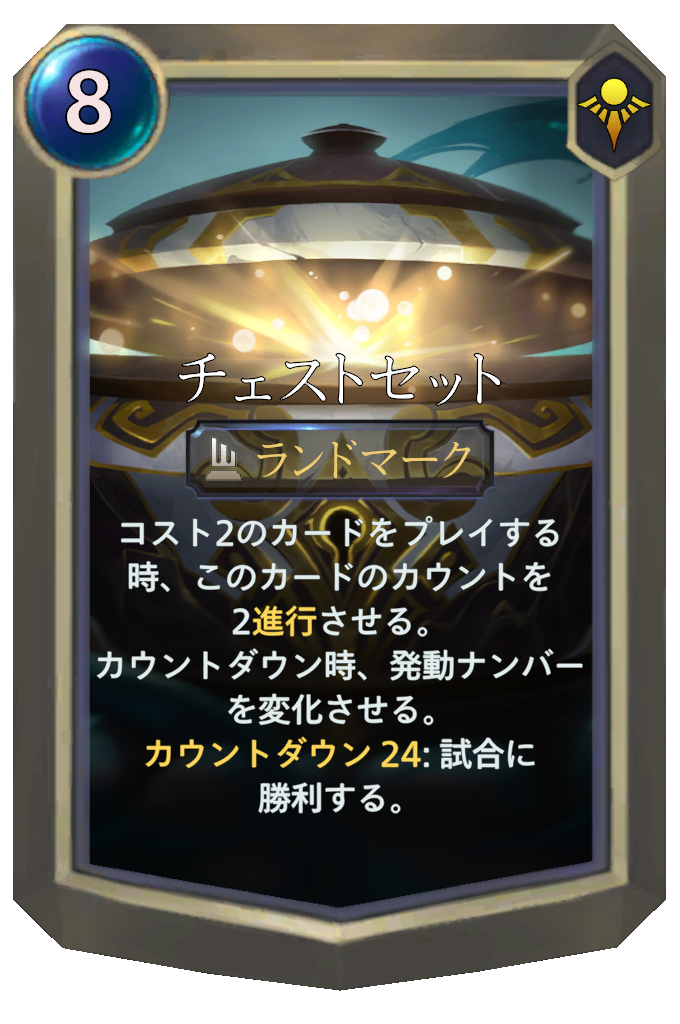 8
チェストセット
ランドマーク
コスト2のカードをプレイする
時、このカードのカウントを
2進行させる。
カウントダウン時、発動ナンバー
を変化させる。
カウントダウン 24: 試合に
勝利する。